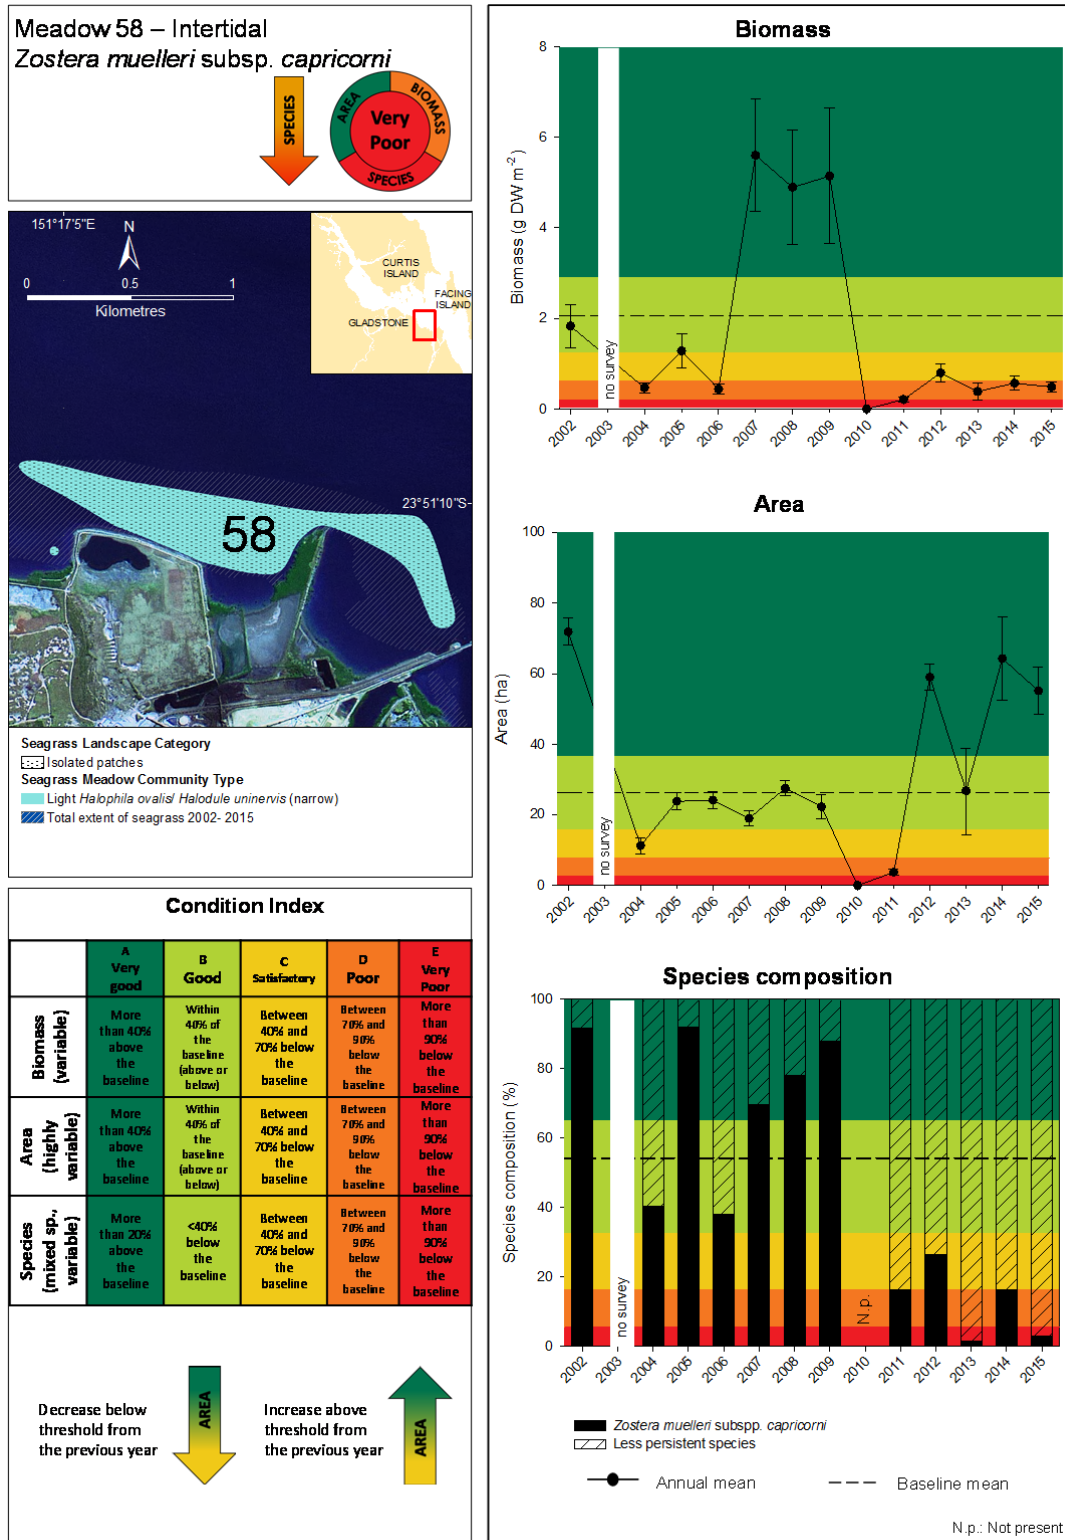 Meadow 58 – Intertidal
Zostera muelleri subsp. capricorni
SPECIES
AREA
BIOMASS
SPECIES
Very
Poor
151°17'5"E
N
0 0.5 1
Kilometres
CURTIS
ISLAND
FACING
ISLAND
GLADSTONE
23°51'10"S
58
Seagrass Landscape Category
Isolated patches
Seagrass Meadow Community Type
Light Halophila ovalis/ Halodule uninervis (narrow)
Total extent of seagrass 2002- 2015
Condition Index
A
Very
good
B
Good
C
Satisfactory
D
Poor
E
Very
Poor
Biomass
(variable)
More
than 40%
above
the
baseline
Within
40% of
the
baseline
(above or
below)
Between
40% and
70% below
the
baseline
Between
70% and
90%
below
the
baseline
More
than
90%
below
the
baseline
Area
(highly
variable)
More
than 40%
above
the
baseline
Within
40% of
the
baseline
(above or
below)
Between
40% and
70% below
the
baseline
Between
70% and
90%
below
the
baseline
More
than
90%
below
the
baseline
Species
(mixed sp.,
variable)
More
than 20%
above
the
baseline
<40%
below
the
baseline
Between
40% and
70% below
the
baseline
Between
70% and
90%
below
the
baseline
More
than
90%
below
the
baseline
Decrease below
threshold from
the previous year
AREA
Increase above
threshold from
the previous year
AREA
Biomass
Biomass (g DW m-2)
8
6
4
2
0
no survey
2002 2003 2004 2005 2006 2007 2008 2009 2010 2011 2012 2013 2014 2015
Area
Area (ha)
100
80
60
40
20
0
no survey
2002 2003 2004 2005 2006 2007 2008 2009 2010 2011 2012 2013 2014 2015
Species composition
Species composition (%)
100
80
60
40
20
0
no survey
N.p.
2002 2003 2004 2005 2006 2007 2008 2009 2010 2011 2012 2013 2014 2015
Zostera muelleri subspp. capricorni
Less persistent species
Annual mean
Baseline mean
N.p.: Not present